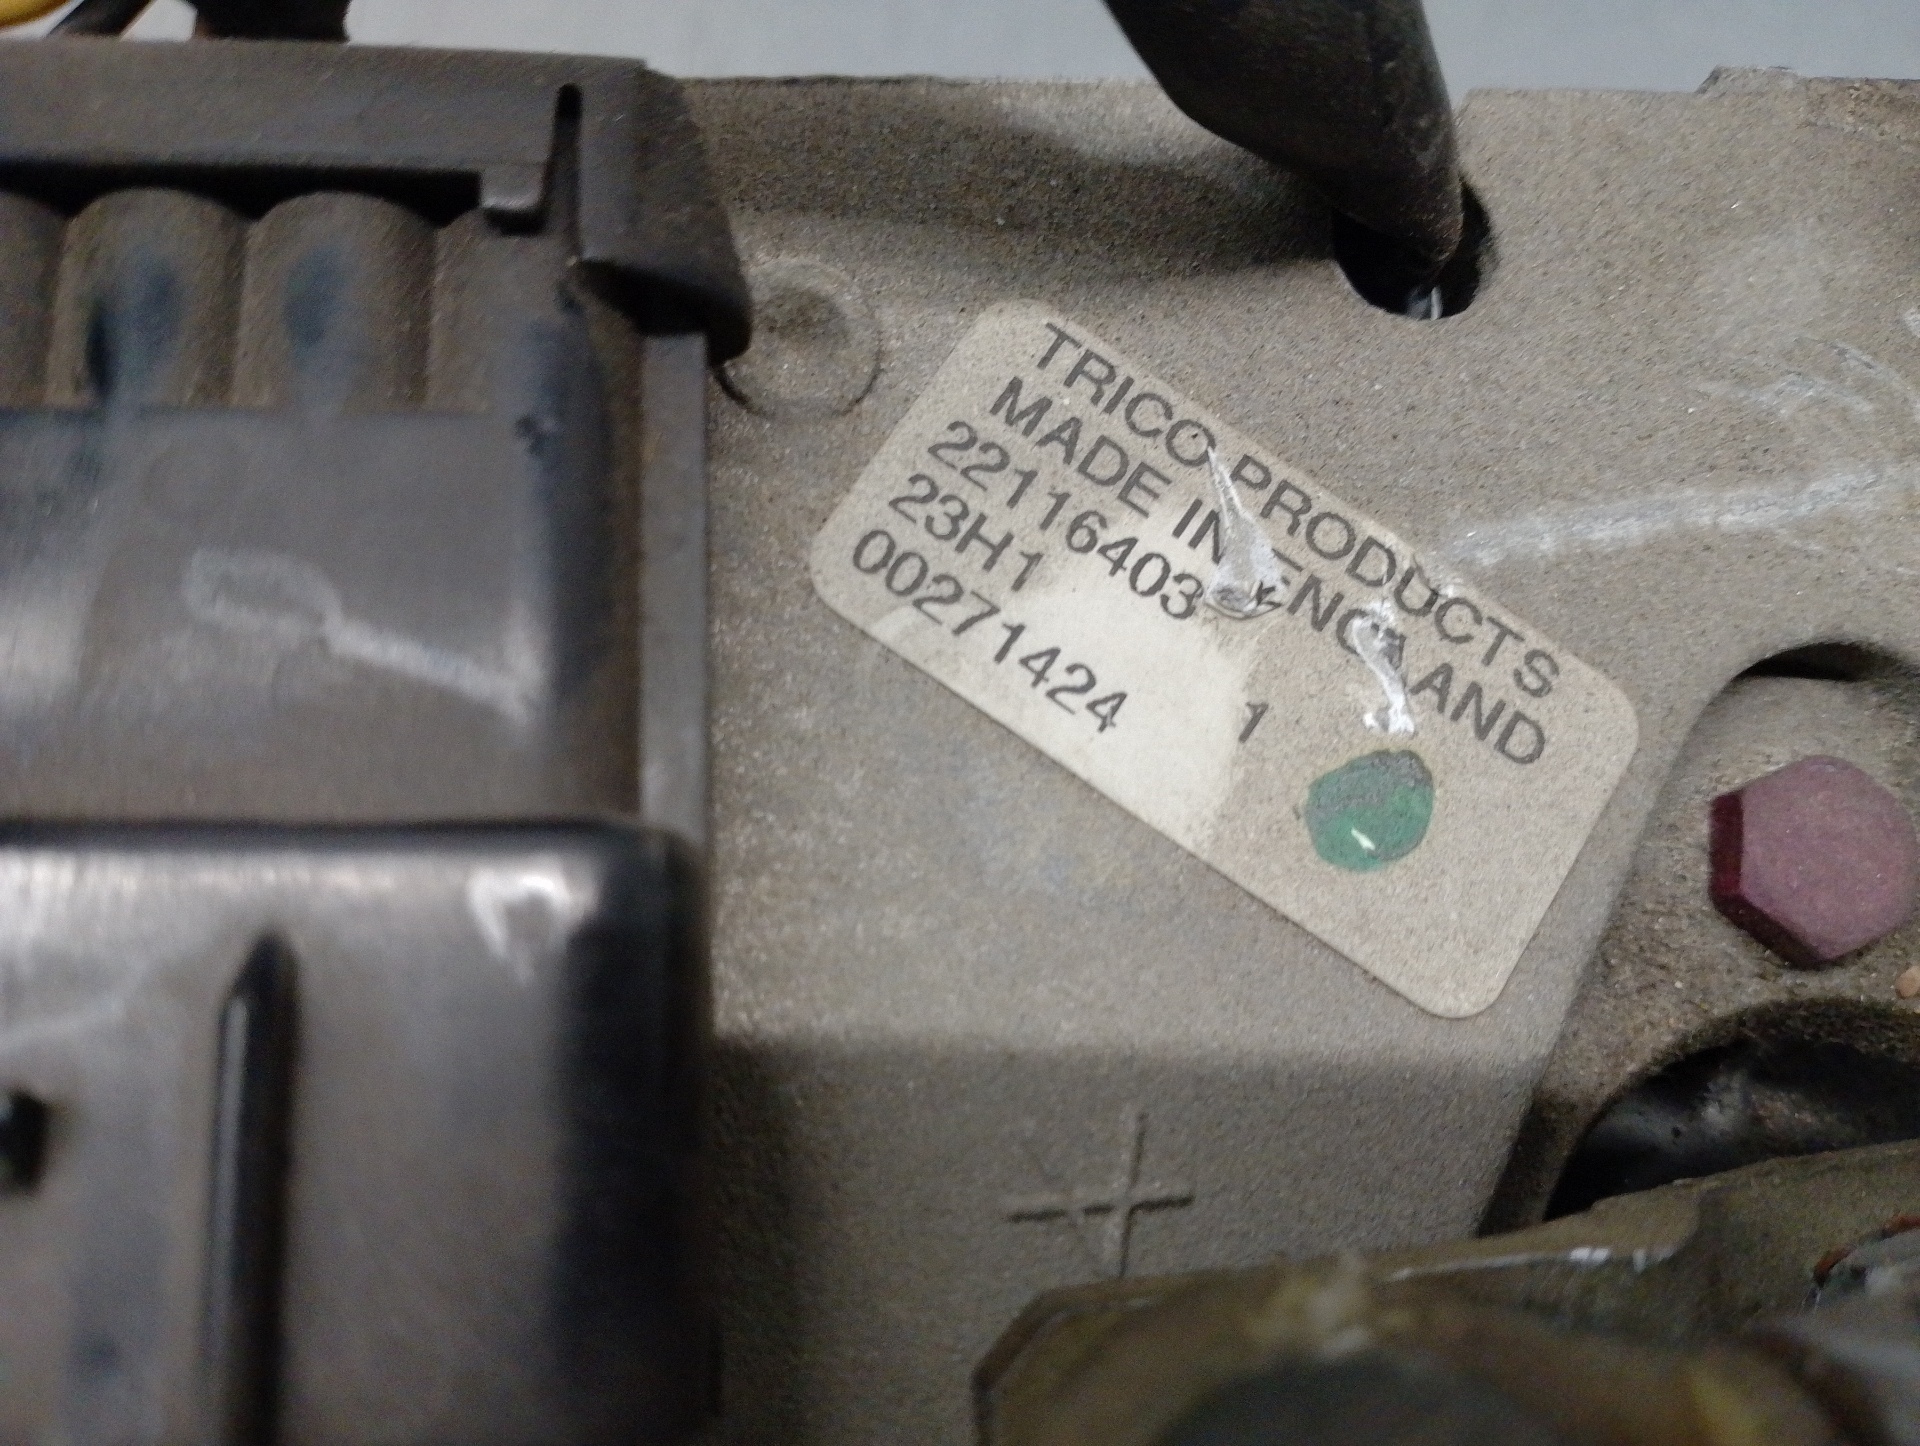 TRICO PRODUCTS
MADE IN ENGLAND
22116403
23H1
00271424 1